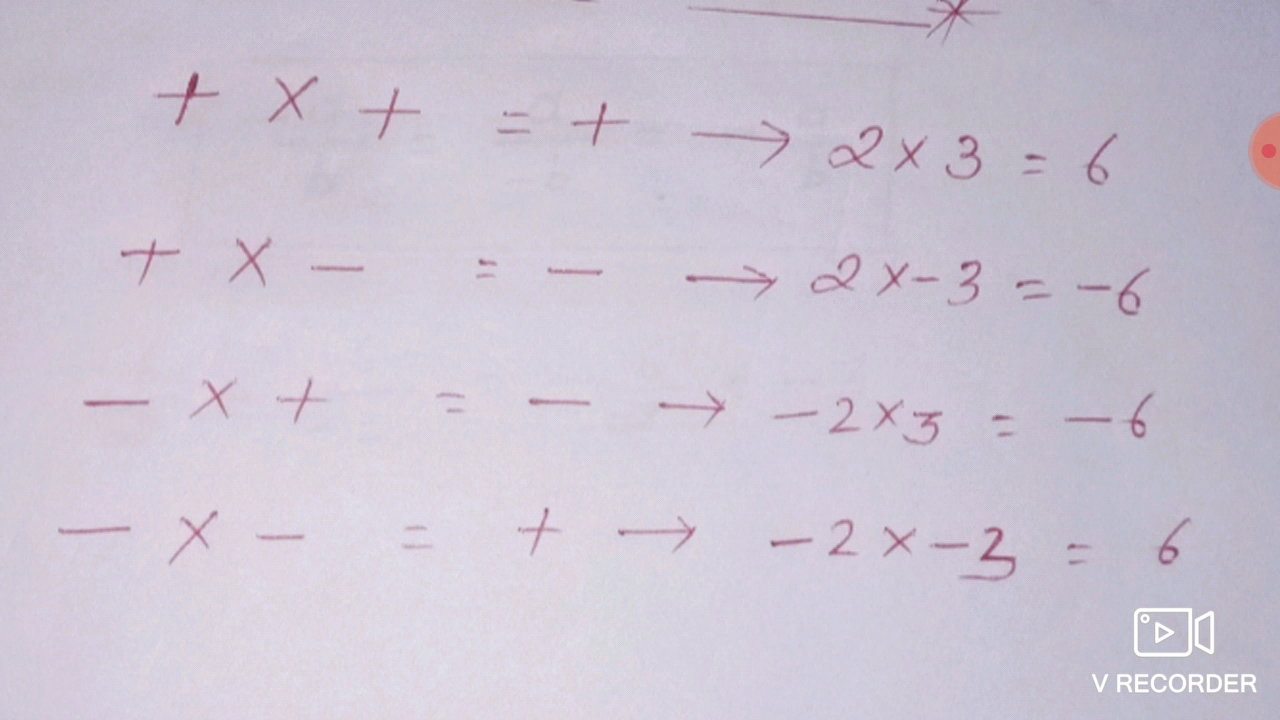 + × + = + → 2 × 3 = 6
+ × − = − → 2 × -3 = -6
− × + = − → -2 × 3 = -6
− × − = + → -2 × -3 = 6
V RECORDER